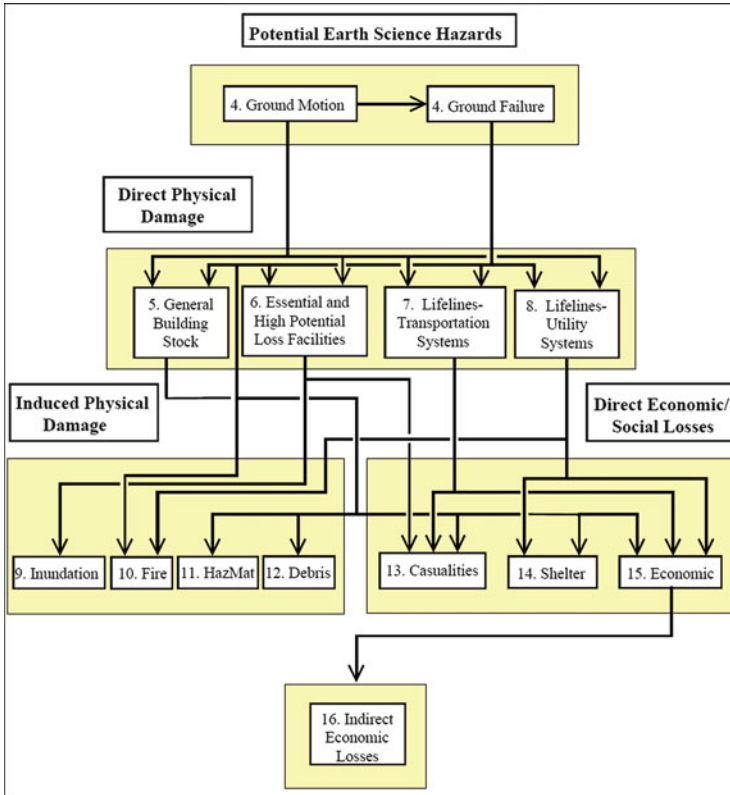 Potential Earth Science Hazards
4. Ground Motion
4. Ground Failure
Direct Physical
Damage
5. General
Building
Stock
6. Essential and
High Potential
Loss Facilities
7. Lifelines-
Transportation
Systems
8. Lifelines-
Utility
Systems
Induced Physical
Damage
Direct Economic/
Social Losses
9. Inundation
10. Fire
11. HazMat
12. Debris
13. Casualities
14. Shelter
15. Economic
16. Indirect
Economic
Losses